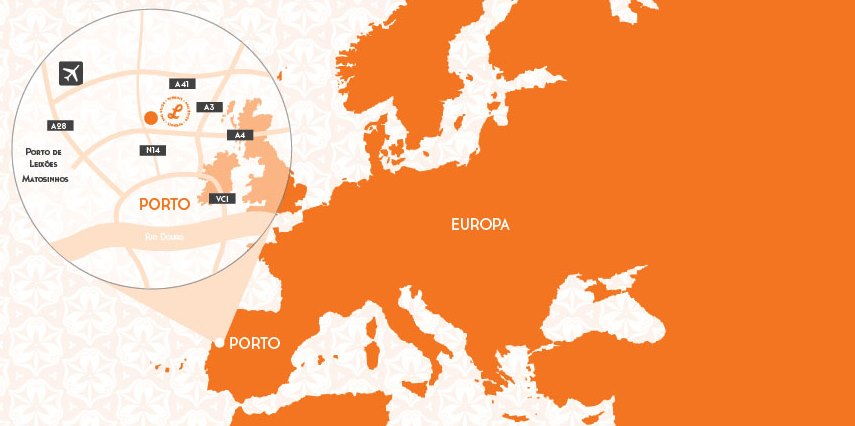 A41
A3
A28
A4
N14
Porto de
Leixões
Matosinhos
VCI
PORTO
Rio Douro
EUROPA
PORTO